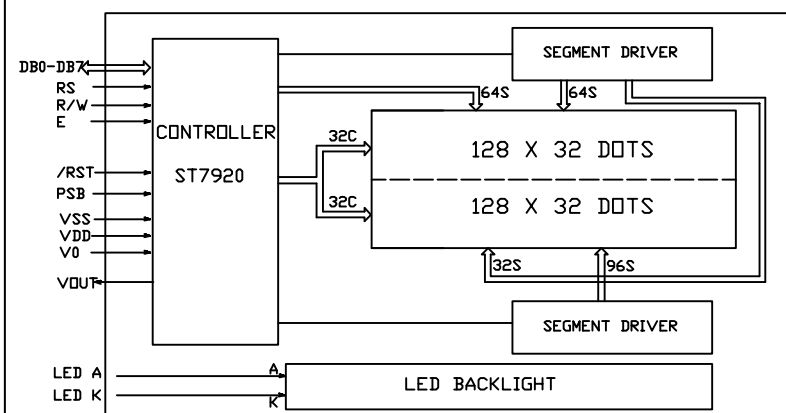 SEGMENT DRIVER
DB0-DB7
RS
R/W
E
64S
64S
CONTROLLER
ST7920
32C
32C
128 X 32 DOTS
128 X 32 DOTS
/RST
PSB
VSS
VDD
V0
VOUT
32S
96S
SEGMENT DRIVER
LED A
A
LED K
K
LED BACKLIGHT